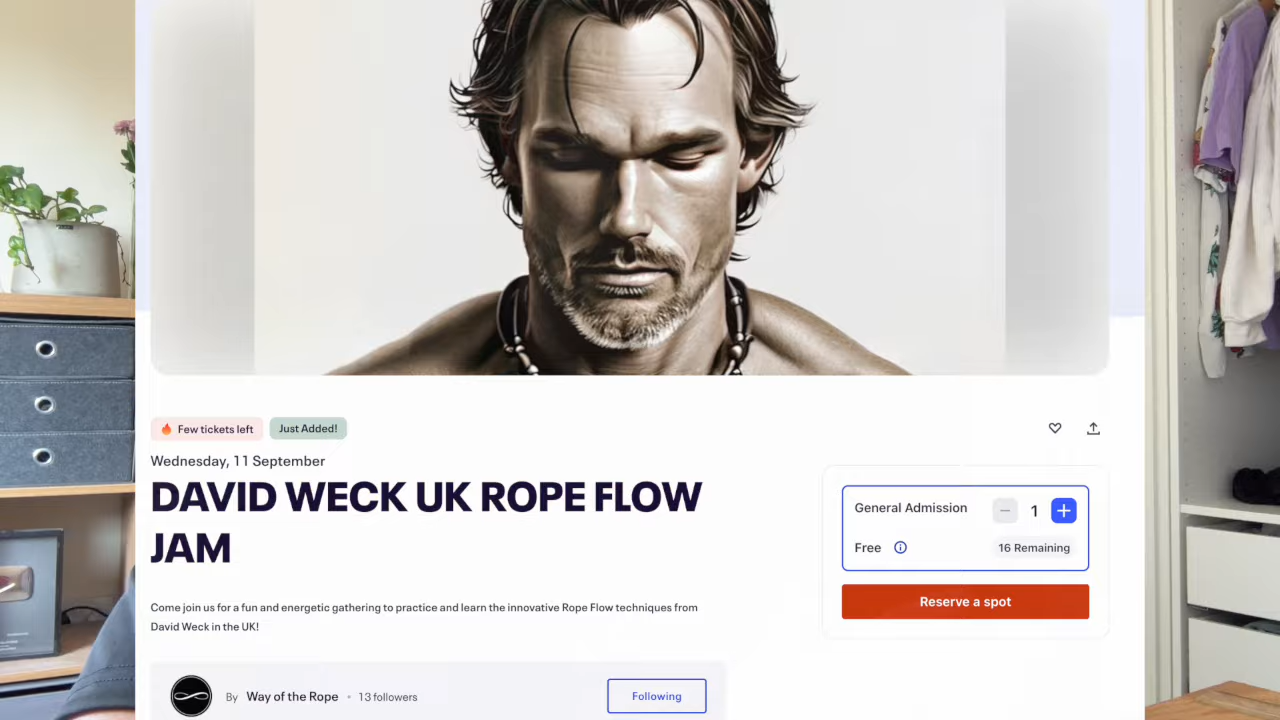 Few tickets left
Just Added!
Wednesday, 11 September
DAVID WECK UK ROPE FLOW
JAM
Come join us for a fun and energetic gathering to practice and learn the innovative Rope Flow techniques from
David Weck in the UK!
By Way of the Rope • 13 followers
Following
General Admission
1
Free
16 Remaining
Reserve a spot